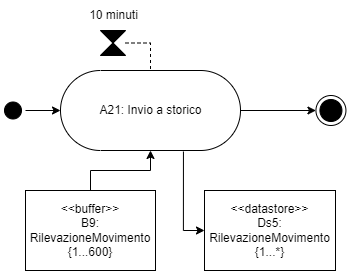 10 minuti
A21: Invio a storico
<<buffer>>
B9:
RilevazioneMovimento
{1...600}
<<datastore>>
Ds5:
RilevazioneMovimento
{1...*}